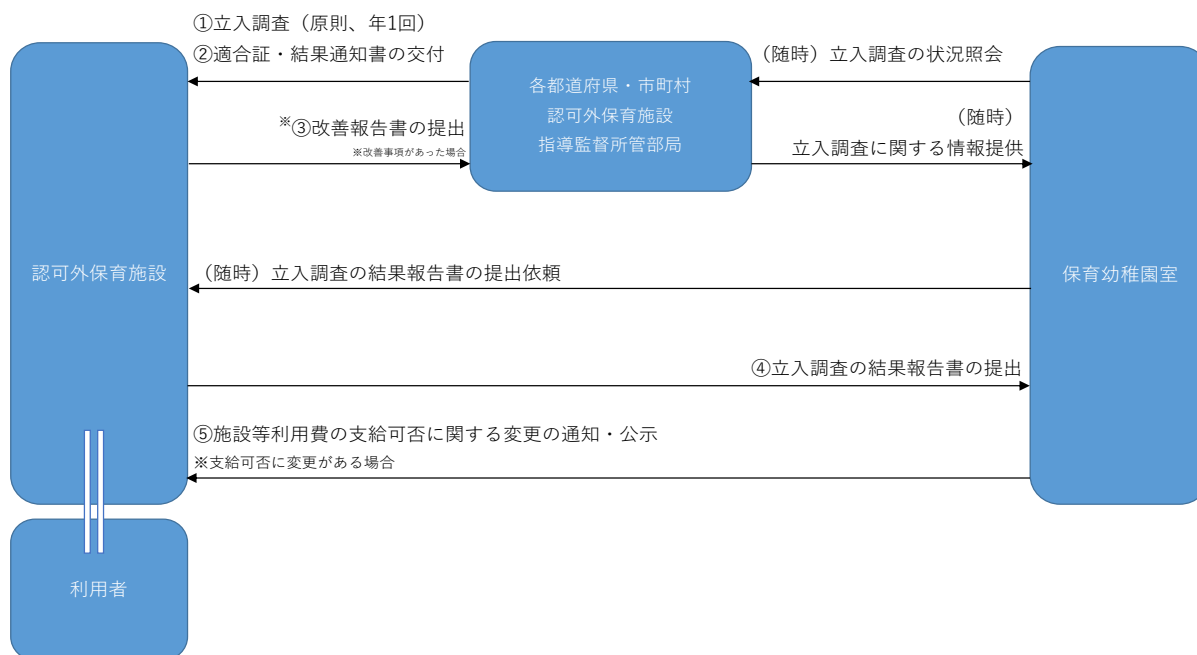 ①立入調査（原則、年1回）
②適合証・結果通知書の交付
（随時）立入調査の状況照会
各都道府県・市町村
認可外保育施設
指導監督所管部局
※③改善報告書の提出
※改善事項があった場合
（随時）
立入調査に関する情報提供
認可外保育施設
（随時）立入調査の結果報告書の提出依頼
保育幼稚園室
④立入調査の結果報告書の提出
⑤施設等利用費の支給可否に関する変更の通知・公示
※支給可否に変更がある場合
利用者